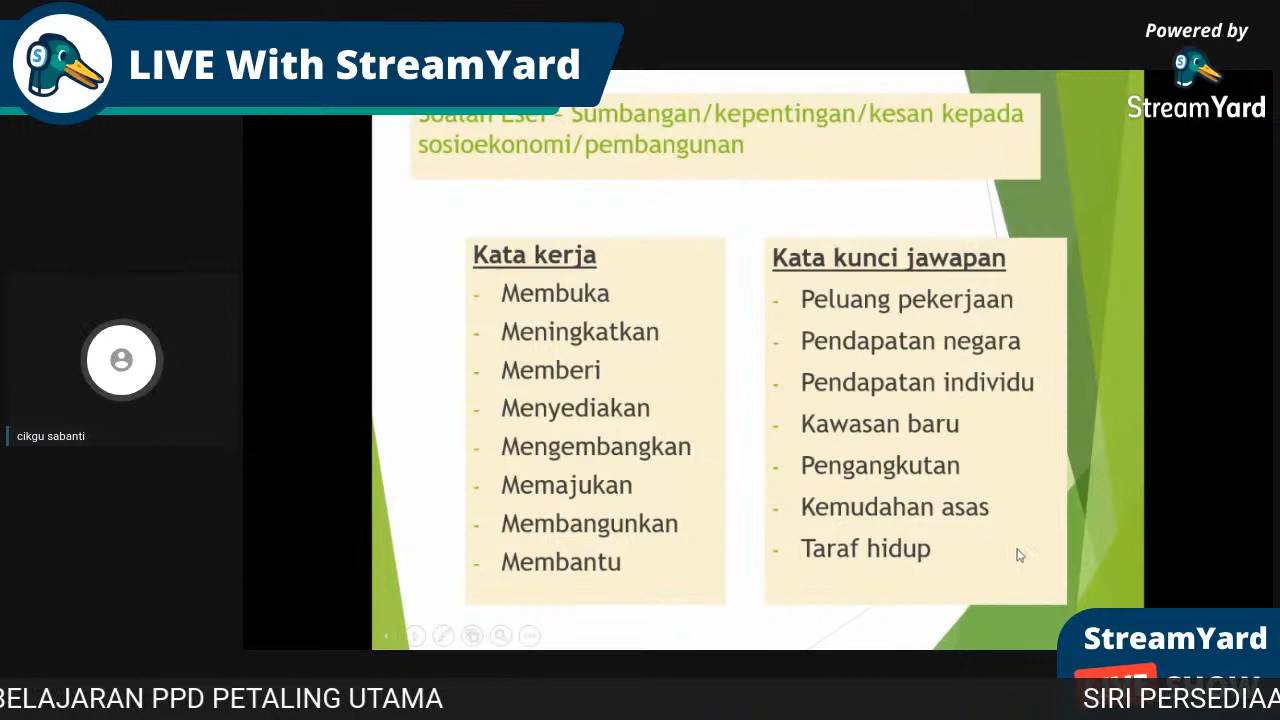 LIVE With StreamYard
Powered by
StreamYard
Soalan Esei – Sumbangan/kepentingan/kesan kepada
sosioekonomi/pembangunan
Kata kerja
- Membuka
- Meningkatkan
- Memberi
- Menyediakan
- Mengembangkan
- Memajukan
- Membangunkan
- Membantu
Kata kunci jawapan
- Peluang pekerjaan
- Pendapatan negara
- Pendapatan individu
- Kawasan baru
- Pengangkutan
- Kemudahan asas
- Taraf hidup
cikgu sabanti
StreamYard
BELAJARAN PPD PETALING UTAMA
SIRI PERSEDIAA